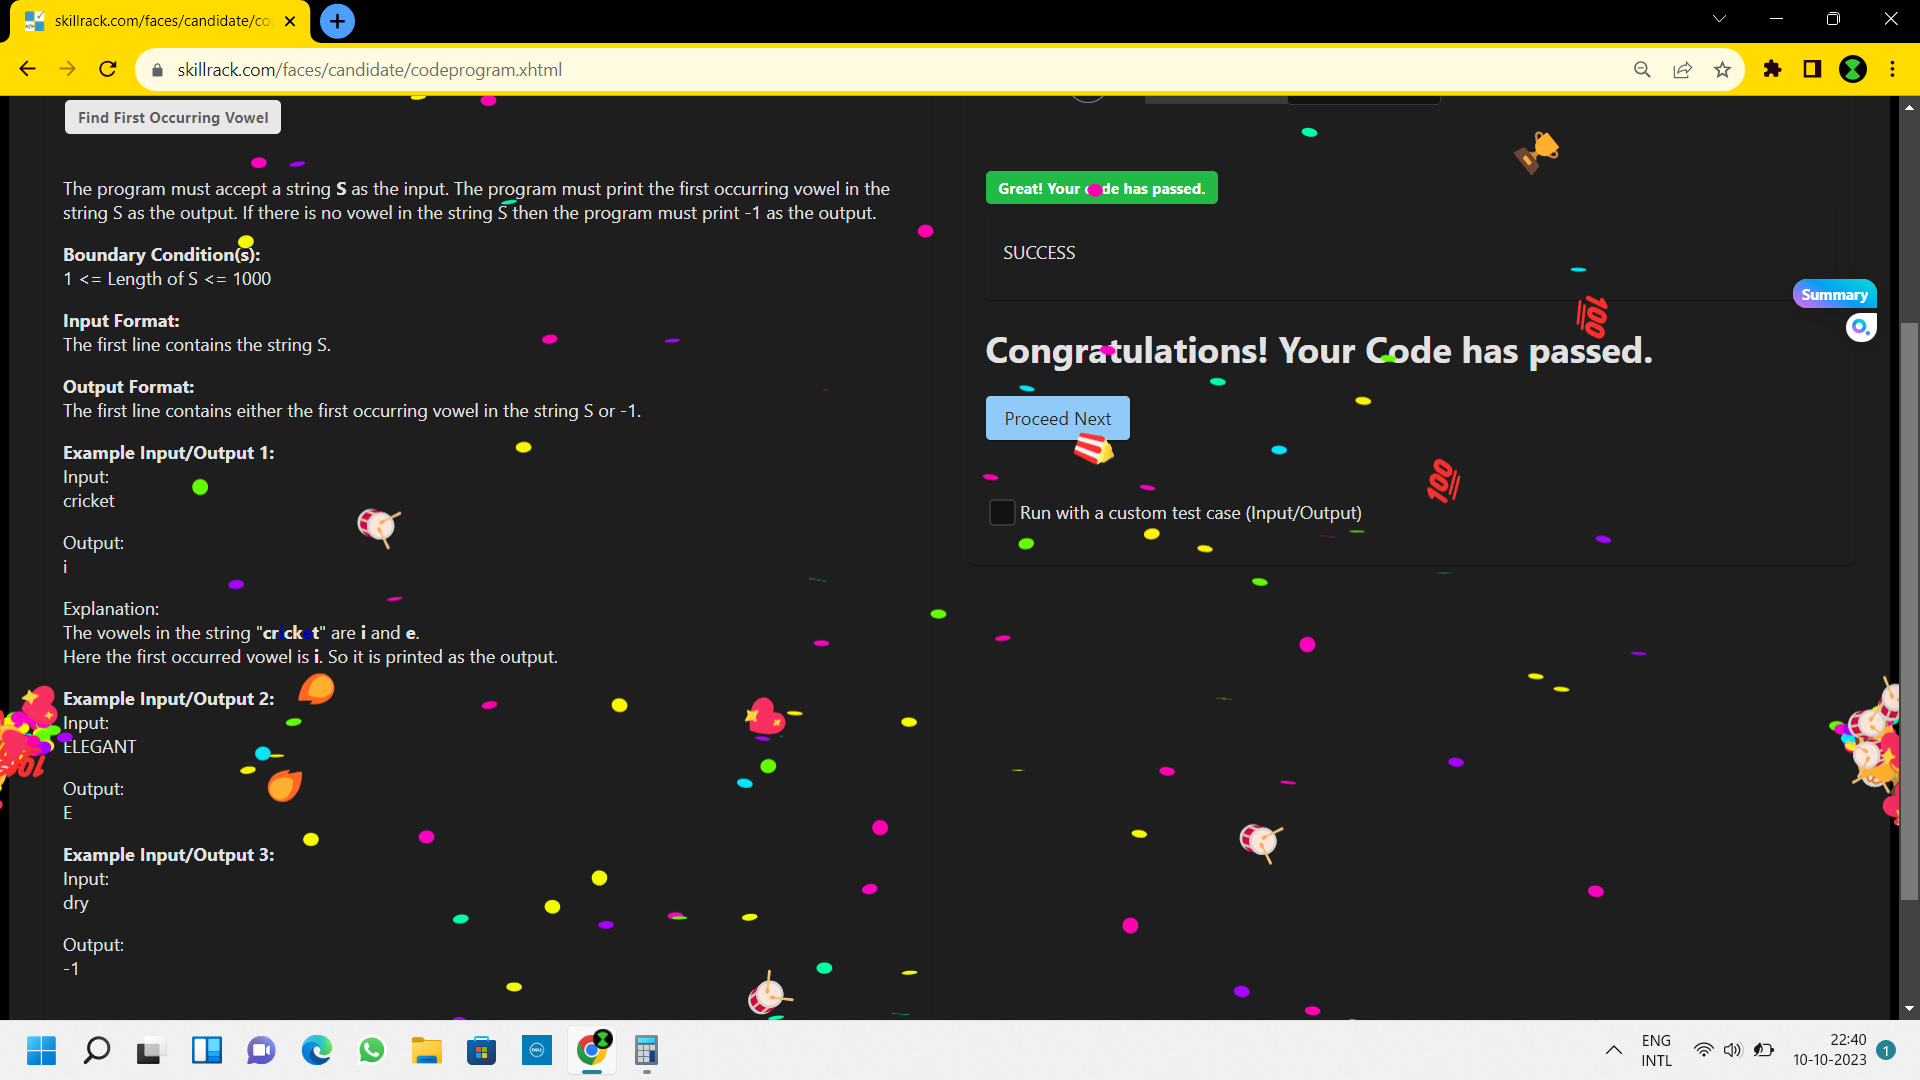 skillrack.com/faces/candidate/co
skillrack.com/faces/candidate/codeprogram.xhtml
Find First Occurring Vowel
The program must accept a string S as the input. The program must print the first occurring vowel in the
string S as the output. If there is no vowel in the string S then the program must print -1 as the output.
Boundary Condition(s):
1 <= Length of S <= 1000
Input Format:
The first line contains the string S.
Output Format:
The first line contains either the first occurring vowel in the string S or -1.
Example Input/Output 1:
Input:
cricket
Output:
i
Explanation:
The vowels in the string "cricket" are i and e.
Here the first occurred vowel is i. So it is printed as the output.
Example Input/Output 2:
Input:
ELEGANT
Output:
E
Example Input/Output 3:
Input:
dry
Output:
-1
Great! Your code has passed.
SUCCESS
Summary
Congratulations! Your Code has passed.
Proceed Next
Run with a custom test case (Input/Output)
100
100
ENG
INTL
22:40
10-10-2023
1